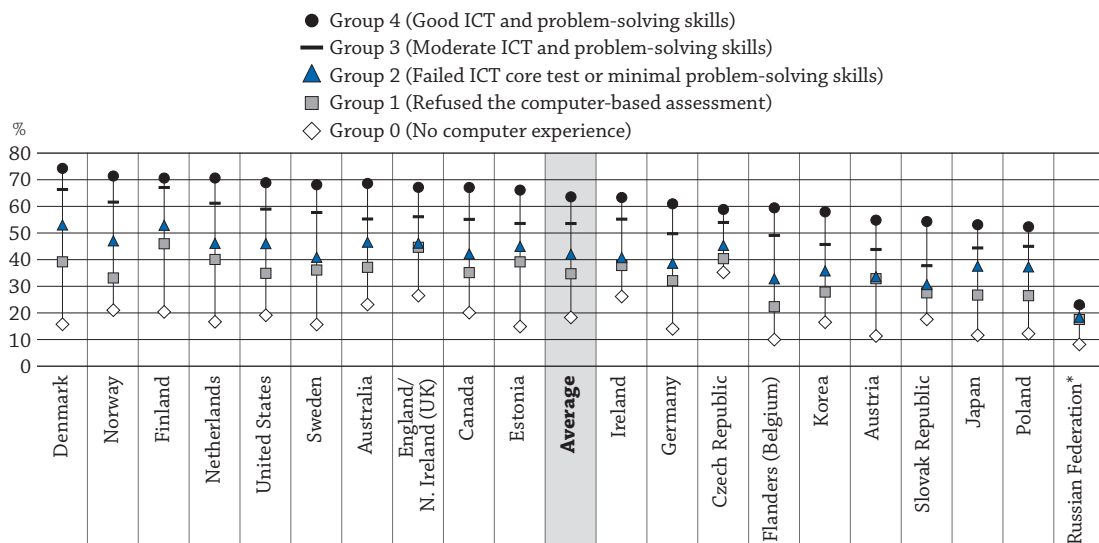 Group 4 (Good ICT and problem-solving skills)
Group 3 (Moderate ICT and problem-solving skills)
Group 2 (Failed ICT core test or minimal problem-solving skills)
Group 1 (Refused the computer-based assessment)
Group 0 (No computer experience)
%
80
70
60
50
40
30
20
10
0
Denmark
Norway
Finland
Netherlands
United States
Sweden
Australia
England/
N. Ireland (UK)
Canada
Estonia
Average
Ireland
Germany
Czech Republic
Flanders (Belgium)
Korea
Austria
Slovak Republic
Japan
Poland
Russian Federation*